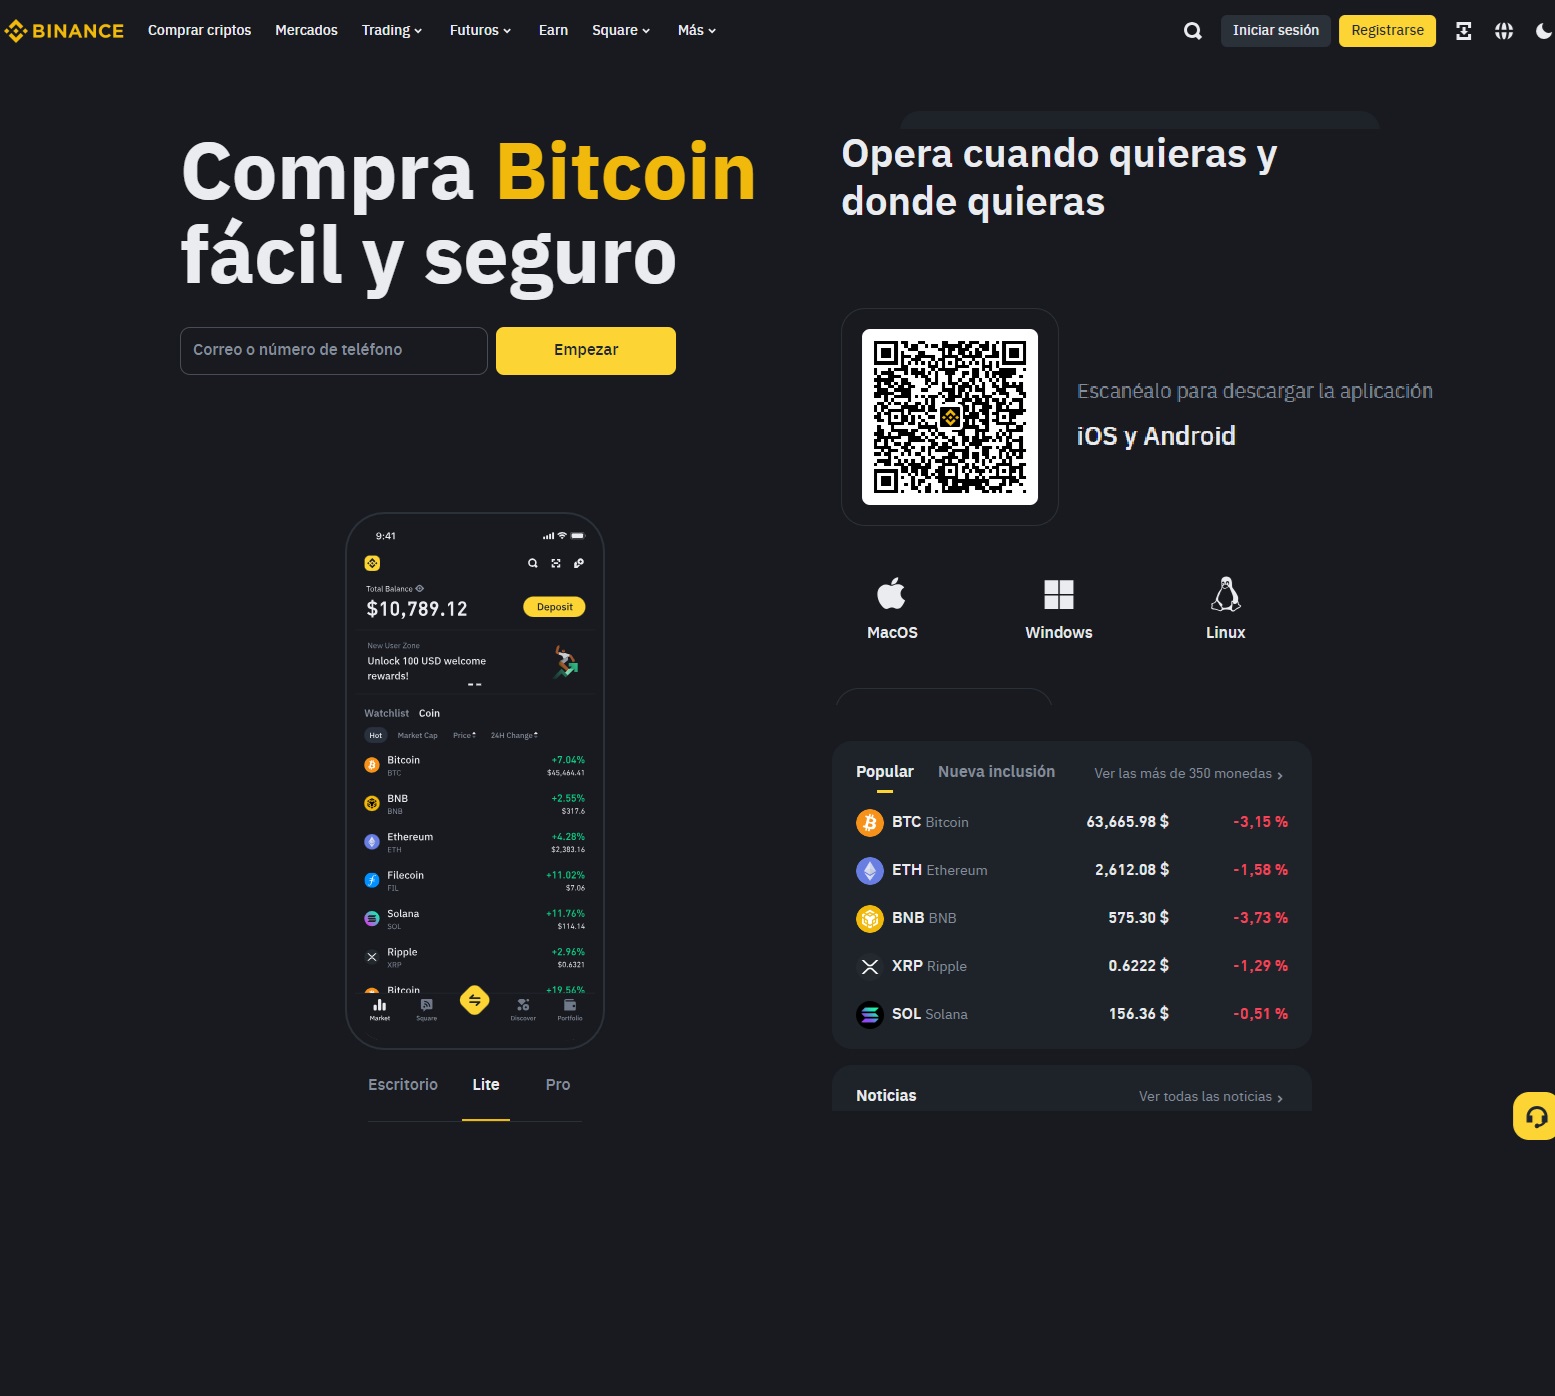 BINANCE
Comprar criptos
Mercados
Trading
Futuros
Earn
Square
Más
Iniciar sesión
Registrarse
Compra Bitcoin
fácil y seguro
Correo o número de teléfono
Empezar
9:41
Total Balance
$10,789.12
Deposit
New User Zone
Unlock 100 USD welcome
rewards!
Watchlist Coin
Hot Market Cap Price 24H Change
Bitcoin +7.04%
BTC $45,464.41
BNB +2.55%
BNB $317.6
Ethereum +4.28%
ETH $2,383.16
Filecoin +11.02%
FIL $7.06
Solana +11.76%
SOL $114.14
Ripple +2.96%
XRP $0.6321
Bitcoin +19.56%
Market Square Discover Portfolio
Escritorio Lite Pro
Opera cuando quieras y
donde quieras
Escanéalo para descargar la aplicación
iOS y Android
MacOS
Windows
Linux
Popular Nueva inclusión Ver las más de 350 monedas
BTC Bitcoin 63,665.98 $ -3,15 %
ETH Ethereum 2,612.08 $ -1,58 %
BNB BNB 575.30 $ -3,73 %
XRP Ripple 0.6222 $ -1,29 %
SOL Solana 156.36 $ -0,51 %
Noticias Ver todas las noticias